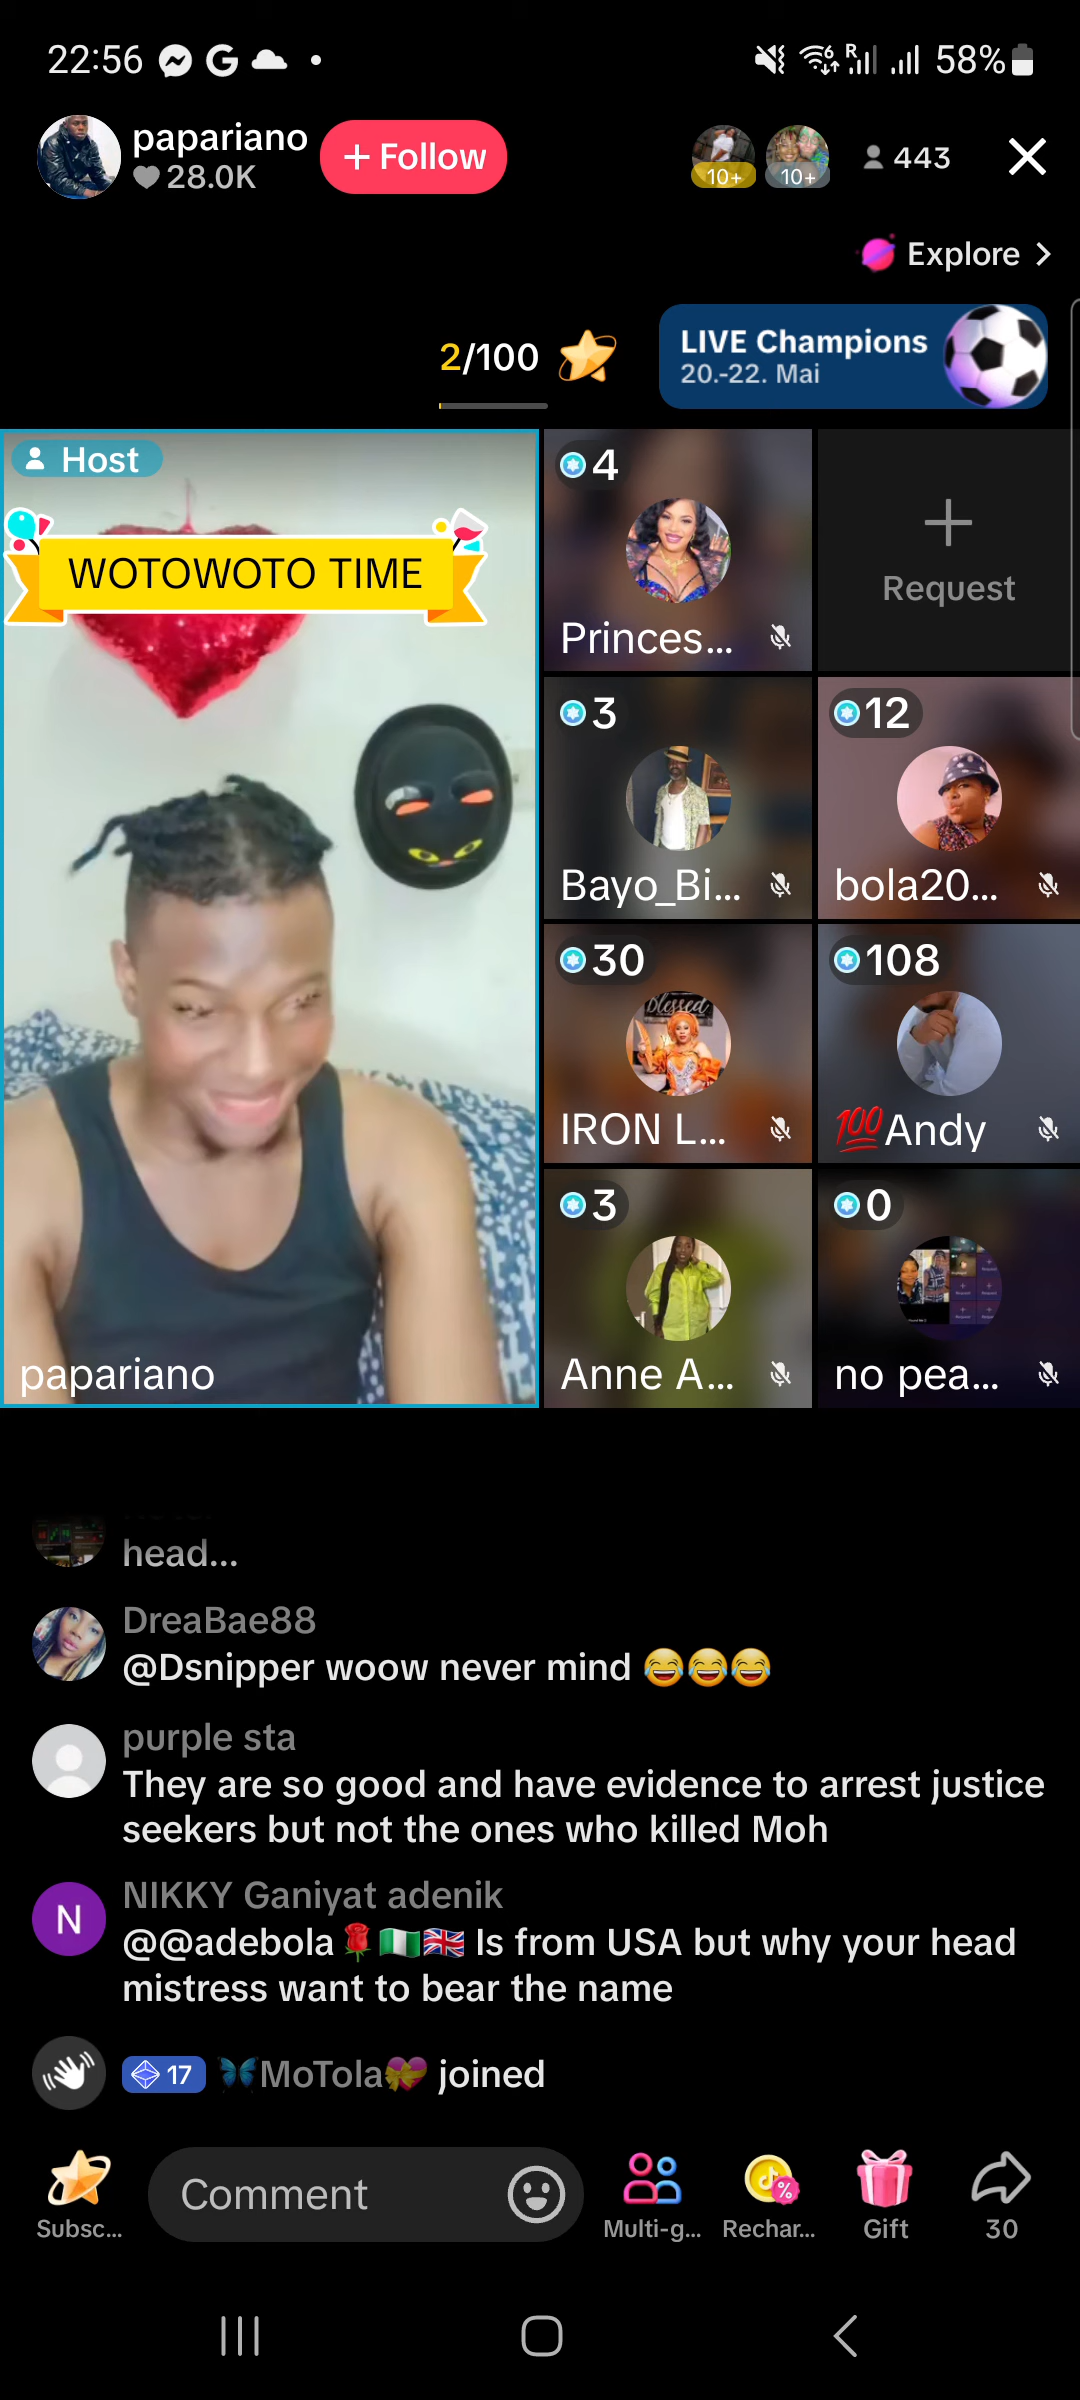 22:56
58%
papariano
28.0K
+ Follow
10+
10+
443
Explore
2/100
LIVE Champions
20.-22. Mai
Host
WOTOWOTO TIME
papariano
4
Princes...
Request
3
Bayo_Bi...
12
bola20...
30
Blessed
IRON L...
108
💯Andy
3
Anne A...
0
no pea...
head...
DreaBae88
@Dsnipper woow never mind 😂😂😂
purple sta
They are so good and have evidence to arrest justice
seekers but not the ones who killed Moh
N
NIKKY Ganiyat adenik
@@adebola🌹🇳🇬🇬🇧 Is from USA but why your head
mistress want to bear the name
17 🦋MoTola💝 joined
Subsc...
Comment
Multi-g...
Rechar...
Gift
30